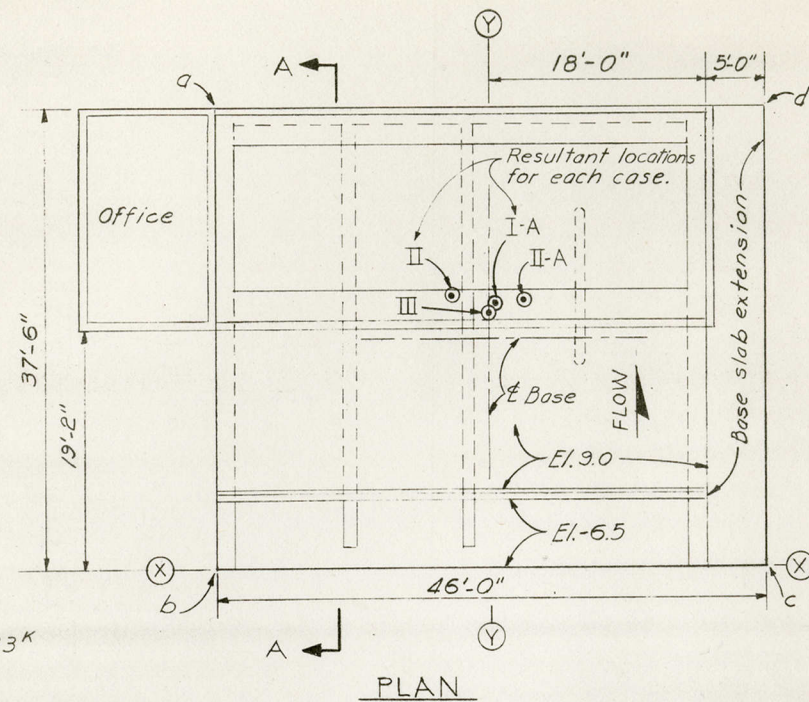 Y
A
18'-0"
5'-0"
a
d
Resultant locations
for each case.
Office
I-A
II
II-A
III
37'-6"
19'-2"
℄ Base
FLOW
Base slab extension
El. 9.0
El. -6.5
X
X
46'-0"
b
c
A
Y
3ᴷ
PLAN